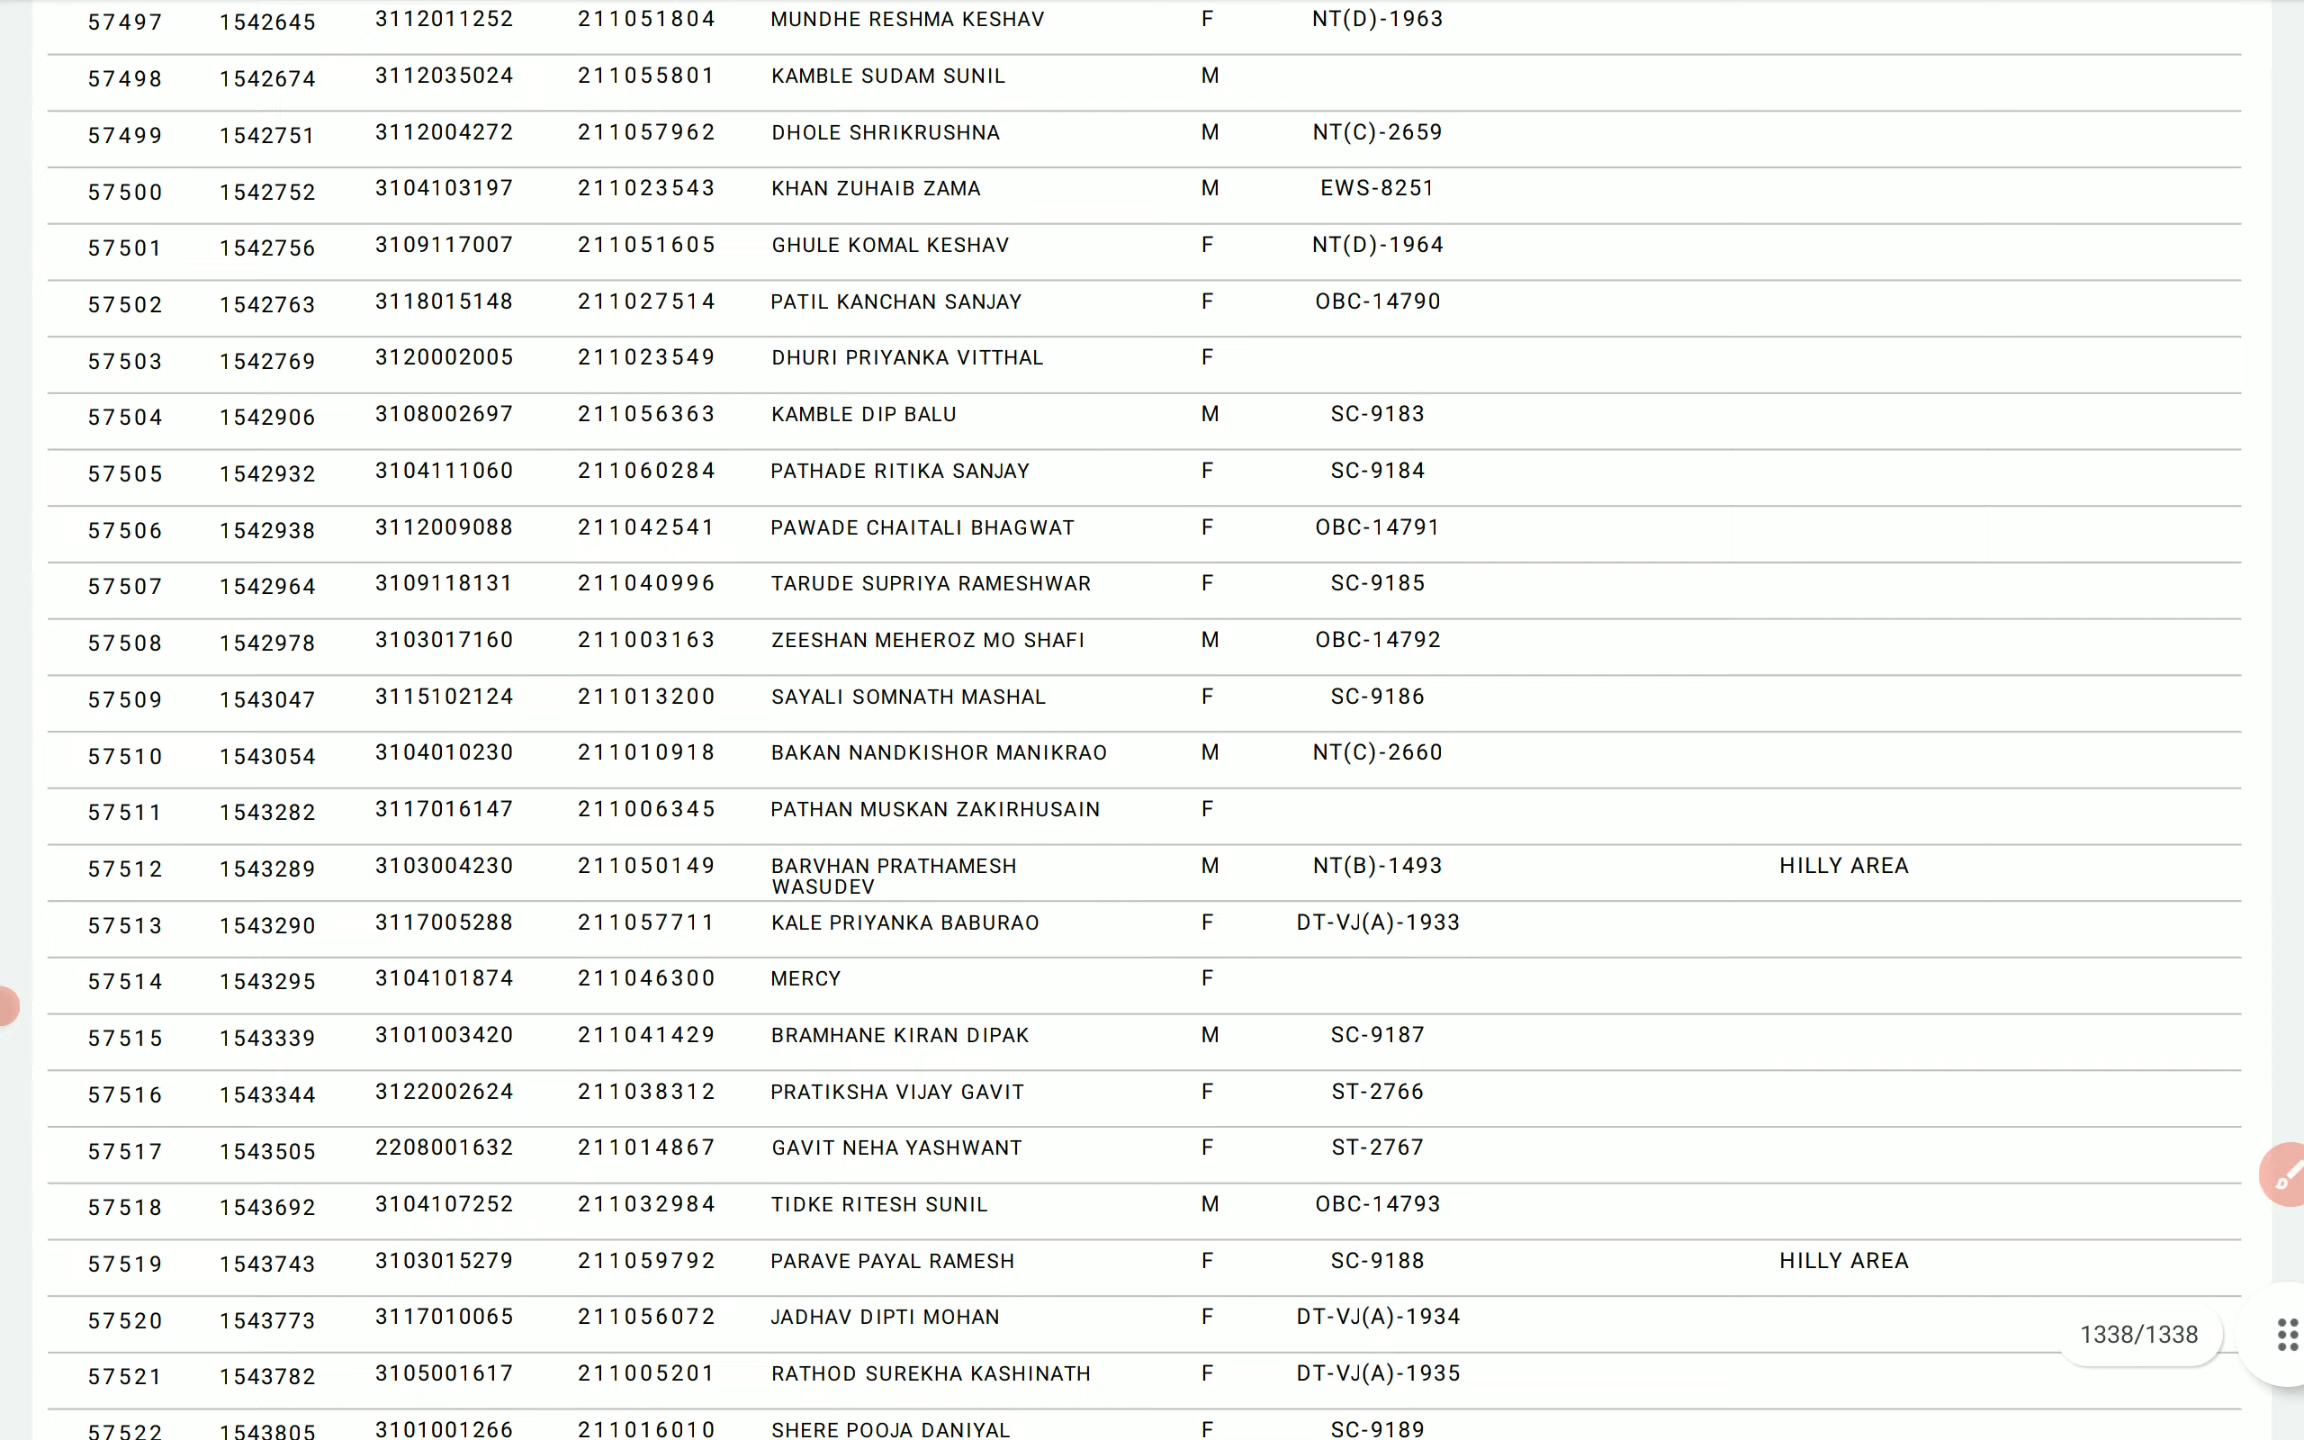 57497 1542645 3112011252 211051804 MUNDHE RESHMA KESHAV F NT(D)-1963
57498 1542674 3112035024 211055801 KAMBLE SUDAM SUNIL M
57499 1542751 3112004272 211057962 DHOLE SHRIKRUSHNA M NT(C)-2659
57500 1542752 3104103197 211023543 KHAN ZUHAIB ZAMA M EWS-8251
57501 1542756 3109117007 211051605 GHULE KOMAL KESHAV F NT(D)-1964
57502 1542763 3118015148 211027514 PATIL KANCHAN SANJAY F OBC-14790
57503 1542769 3120002005 211023549 DHURI PRIYANKA VITTHAL F
57504 1542906 3108002697 211056363 KAMBLE DIP BALU M SC-9183
57505 1542932 3104111060 211060284 PATHADE RITIKA SANJAY F SC-9184
57506 1542938 3112009088 211042541 PAWADE CHAITALI BHAGWAT F OBC-14791
57507 1542964 3109118131 211040996 TARUDE SUPRIYA RAMESHWAR F SC-9185
57508 1542978 3103017160 211003163 ZEESHAN MEHEROZ MO SHAFI M OBC-14792
57509 1543047 3115102124 211013200 SAYALI SOMNATH MASHAL F SC-9186
57510 1543054 3104010230 211010918 BAKAN NANDKISHOR MANIKRAO M NT(C)-2660
57511 1543282 3117016147 211006345 PATHAN MUSKAN ZAKIRHUSAIN F
57512 1543289 3103004230 211050149 BARVHAN PRATHAMESH M NT(B)-1493 HILLY AREA
WASUDEV
57513 1543290 3117005288 211057711 KALE PRIYANKA BABURAO F DT-VJ(A)-1933
57514 1543295 3104101874 211046300 MERCY F
57515 1543339 3101003420 211041429 BRAMHANE KIRAN DIPAK M SC-9187
57516 1543344 3122002624 211038312 PRATIKSHA VIJAY GAVIT F ST-2766
57517 1543505 2208001632 211014867 GAVIT NEHA YASHWANT F ST-2767
57518 1543692 3104107252 211032984 TIDKE RITESH SUNIL M OBC-14793
57519 1543743 3103015279 211059792 PARAVE PAYAL RAMESH F SC-9188 HILLY AREA
57520 1543773 3117010065 211056072 JADHAV DIPTI MOHAN F DT-VJ(A)-1934
1338/1338
57521 1543782 3105001617 211005201 RATHOD SUREKHA KASHINATH F DT-VJ(A)-1935
57522 1543805 3101001266 211016010 SHERE POOJA DANIYAL F SC-9189